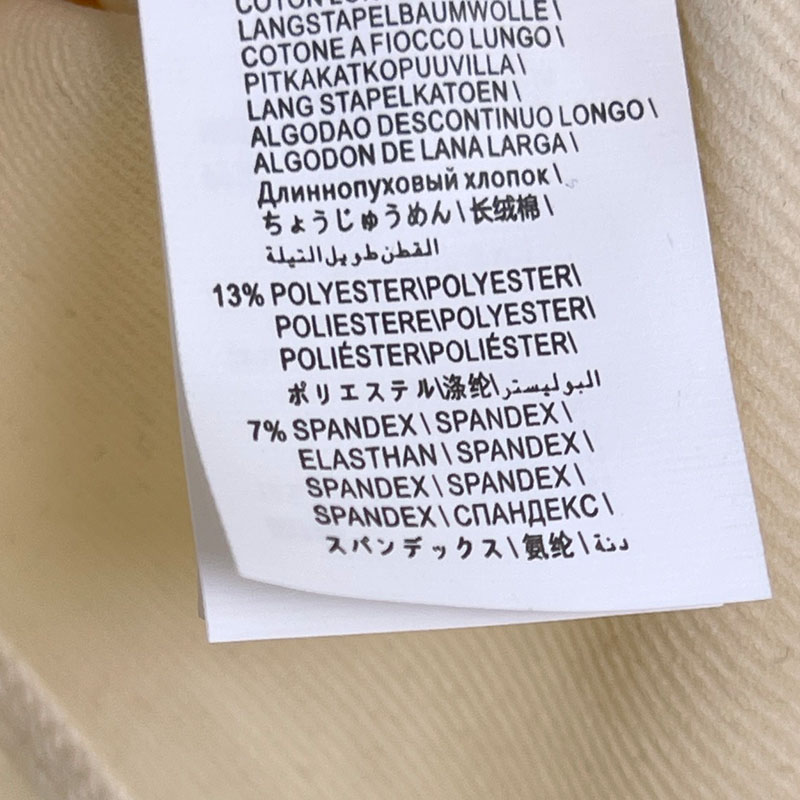 COTON LON
LANGSTAPELBAUMWOLLE\
COTONE A FIOCCO LUNGO\
PITKAKATKOPUUVILLA\
LANG STAPELKATOEN\
ALGODAO DESCONTINUO LONGO\
ALGODON DE LANA LARGA\
Длиннопуховый хлопок\
ちょうじゅうめん\长绒棉\
القطن طويل التيلة
13% POLYESTER\POLYESTER\
POLIESTERE\POLYESTER\
POLIÉSTER\POLIÉSTER\
ポリエステル\涤纶\البوليستر
7% SPANDEX\SPANDEX\
ELASTHAN\SPANDEX\
SPANDEX\SPANDEX\
SPANDEX\СПАНДЕКС\
スパンデックス\氨纶\دنة